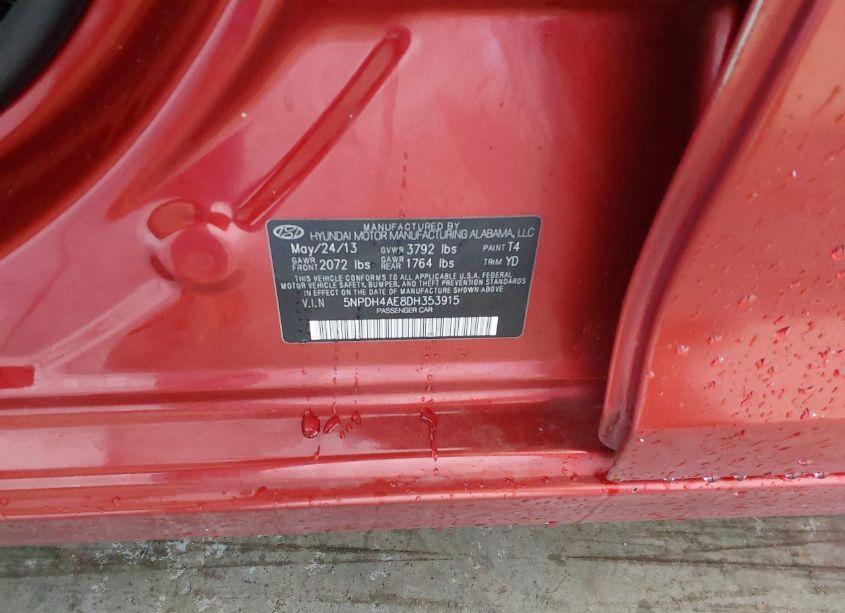 MANUFACTURED BY
HYUNDAI MOTOR MANUFACTURING ALABAMA, LLC
May/24/13 GVWR 3792 lbs PAINT T4
GAWR FRONT 2072 lbs GAWR REAR 1764 lbs TRIM YD
THIS VEHICLE CONFORMS TO ALL APPLICABLE U.S.A. FEDERAL
MOTOR VEHICLE SAFETY, BUMPER, AND THEFT PREVENTION STANDARDS
IN EFFECT ON THE DATE OF MANUFACTURE SHOWN ABOVE.
V.I.N 5NPDH4AE8DH353915
PASSENGER CAR